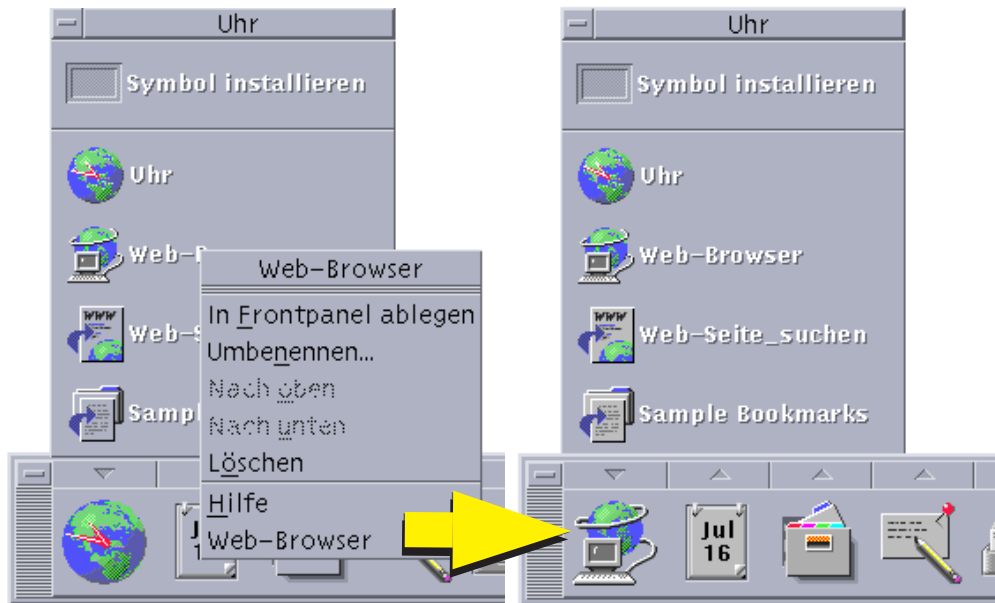 Uhr
Symbol installieren
Uhr
Web-
Web-
Sampl
Web-Browser
In Frontpanel ablegen
Umbenennen...
Nach oben
Nach unten
Löschen
Hilfe
Web-Browser
Uhr
Symbol installieren
Uhr
Web-Browser
WWW
Web-Seite_suchen
Sample Bookmarks
Jul
16